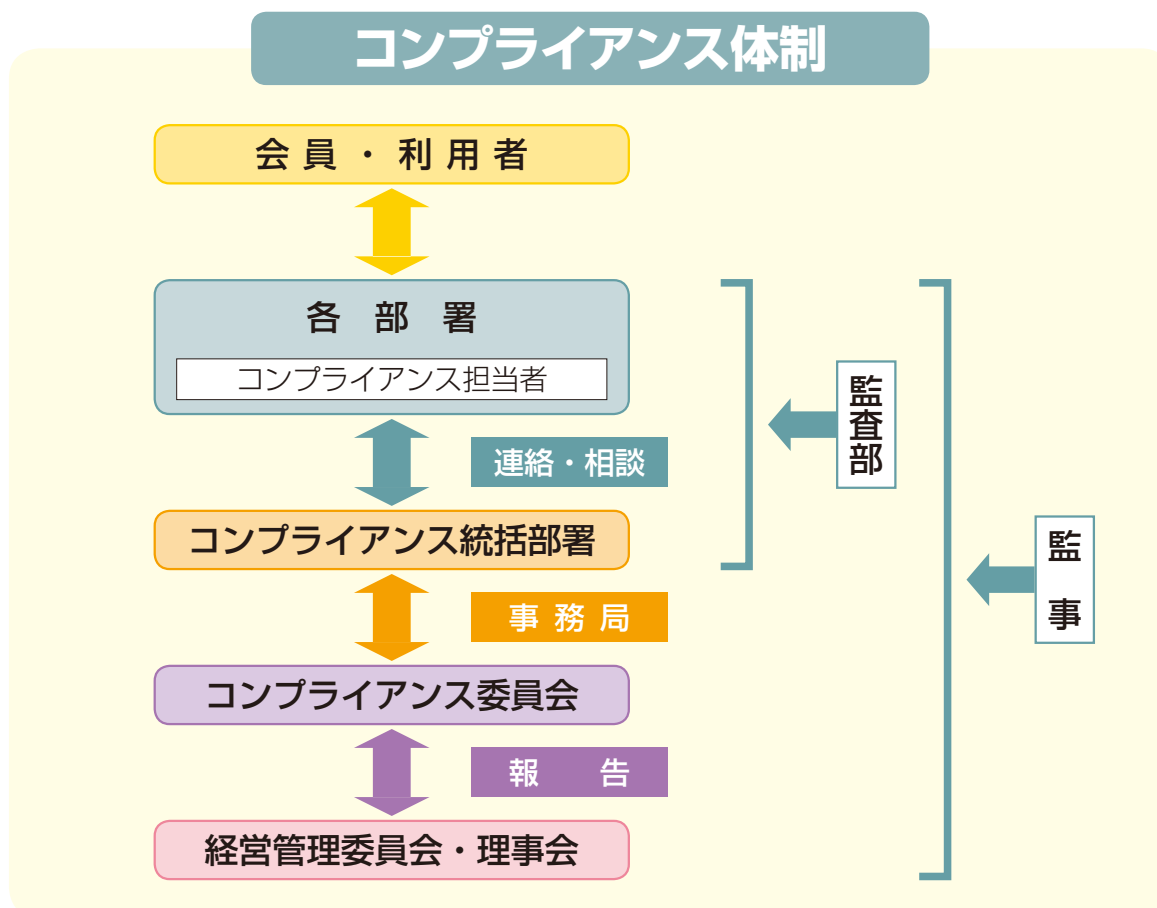 コンプライアンス体制
会員・利用者
各部署
コンプライアンス担当者
連絡・相談
コンプライアンス統括部署
事務局
コンプライアンス委員会
報告
経営管理委員会・理事会
監査部
監事